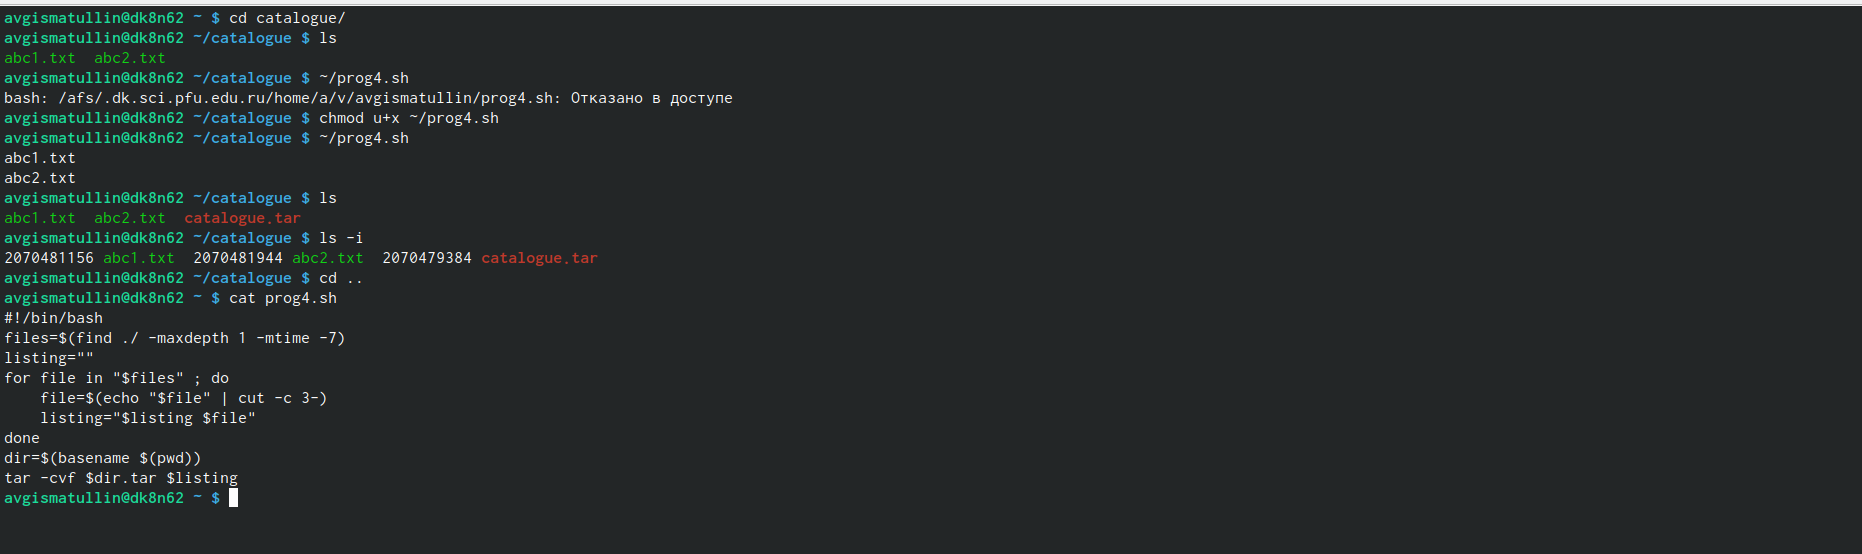 avgismatullin@dk8n62 ~ $ cd catalogue/
avgismatullin@dk8n62 ~/catalogue $ ls
abc1.txt  abc2.txt
avgismatullin@dk8n62 ~/catalogue $ ~/prog4.sh
bash: /afs/.dk.sci.pfu.edu.ru/home/a/v/avgismatullin/prog4.sh: Отказано в доступе
avgismatullin@dk8n62 ~/catalogue $ chmod u+x ~/prog4.sh
avgismatullin@dk8n62 ~/catalogue $ ~/prog4.sh
abc1.txt
abc2.txt
avgismatullin@dk8n62 ~/catalogue $ ls
abc1.txt  abc2.txt  catalogue.tar
avgismatullin@dk8n62 ~/catalogue $ ls -i
2070481156 abc1.txt  2070481944 abc2.txt  2070479384 catalogue.tar
avgismatullin@dk8n62 ~/catalogue $ cd ..
avgismatullin@dk8n62 ~ $ cat prog4.sh
#!/bin/bash
files=$(find ./ -maxdepth 1 -mtime -7)
listing=""
for file in "$files" ; do
    file=$(echo "$file" | cut -c 3-)
    listing="$listing $file"
done
dir=$(basename $(pwd))
tar -cvf $dir.tar $listing
avgismatullin@dk8n62 ~ $